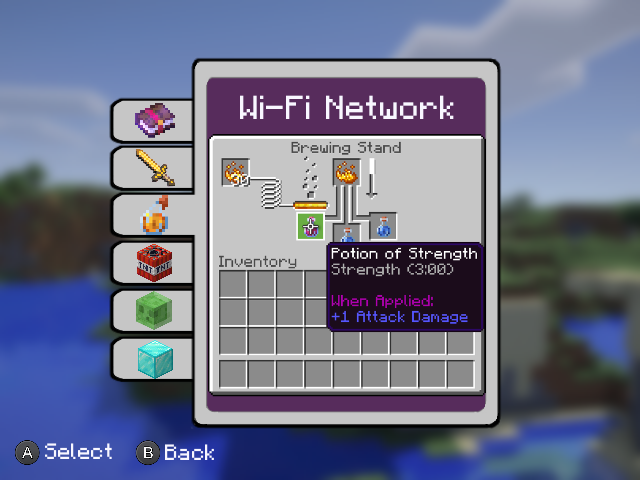 Wi-Fi Network
Brewing Stand
Inventory
Potion of Strength
Strength (3:00)
When Applied:
+1 Attack Damage
TNT
A Select B Back